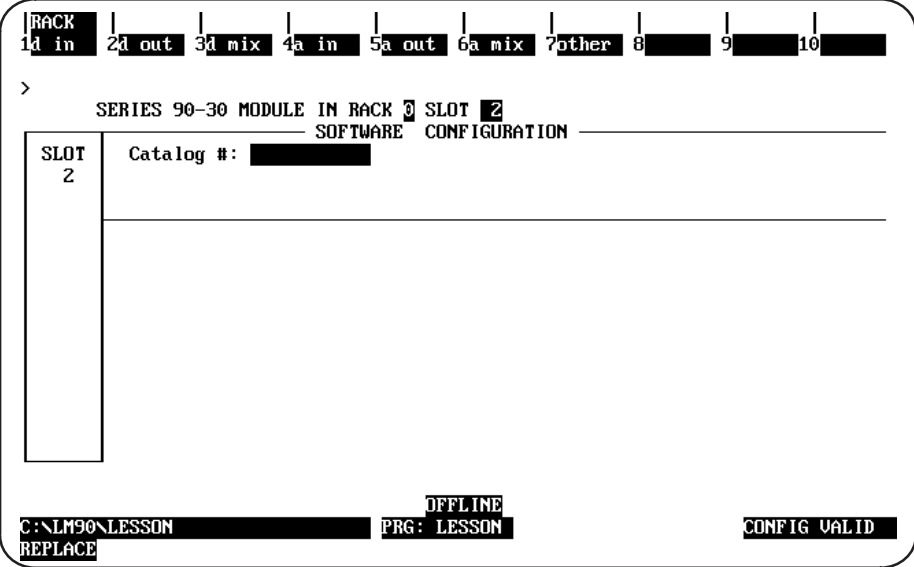 RACK
1d in 2d out 3d mix 4a in 5a out 6a mix 7other 8 9 10
>
SERIES 90-30 MODULE IN RACK 0 SLOT 2
SOFTWARE CONFIGURATION
SLOT Catalog #:
2
OFFLINE
C:\LM90\LESSON PRG: LESSON CONFIG VALID
REPLACE